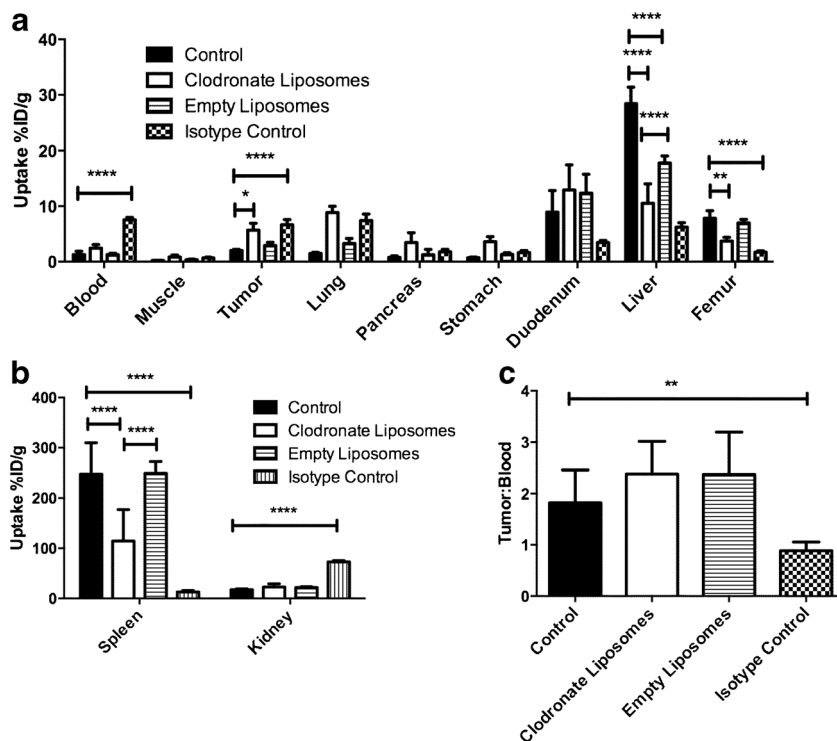 a
Uptake %ID/g
40
30
20
10
0
Control
Clodronate Liposomes
Empty Liposomes
Isotype Control
****
****
*
****
****
****
****
**
Blood
Muscle
Tumor
Lung
Pancreas
Stomach
Duodenum
Liver
Femur
b
Uptake %ID/g
400
300
200
100
0
****
****
****
****
Control
Clodronate Liposomes
Empty Liposomes
Isotype Control
Spleen
Kidney
c
Tumor:Blood
4
3
2
1
0
**
Control
Clodronate Liposomes
Empty Liposomes
Isotype Control